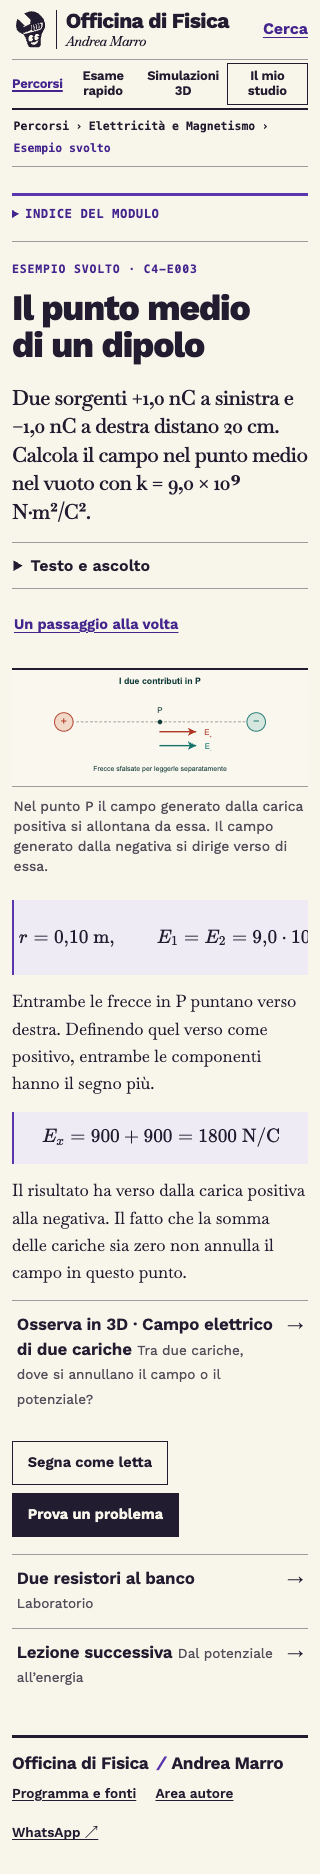 Officina di Fisica
Andrea Marro
Cerca
Percorsi
Esame
rapido
Simulazioni
3D
Il mio
studio
Percorsi › Elettricità e Magnetismo ›
Esempio svolto
▶ INDICE DEL MODULO
ESEMPIO SVOLTO · C4–E003
Il punto medio
di un dipolo
Due sorgenti +1,0 nC a sinistra e
−1,0 nC a destra distano 20 cm.
Calcola il campo nel punto medio
nel vuoto con k = 9,0 × 10⁹
N·m²/C².
▶ Testo e ascolto
Un passaggio alla volta
I due contributi in P
P
+
−
E₊
E₋
Frecce sfalsate per leggerle separatamente
Nel punto P il campo generato dalla carica
positiva si allontana da essa. Il campo
generato dalla negativa si dirige verso di
essa.
r = 0,10 m, E₁ = E₂ = 9,0 · 10
Entrambe le frecce in P puntano verso
destra. Definendo quel verso come
positivo, entrambe le componenti
hanno il segno più.
Eₓ = 900 + 900 = 1800 N/C
Il risultato ha verso dalla carica positiva
alla negativa. Il fatto che la somma
delle cariche sia zero non annulla il
campo in questo punto.
Osserva in 3D · Campo elettrico →
di due cariche Tra due cariche,
dove si annullano il campo o il
potenziale?
Segna come letta
Prova un problema
Due resistori al banco →
Laboratorio
Lezione successiva Dal potenziale →
all’energia
Officina di Fisica / Andrea Marro
Programma e fonti Area autore
WhatsApp ↗